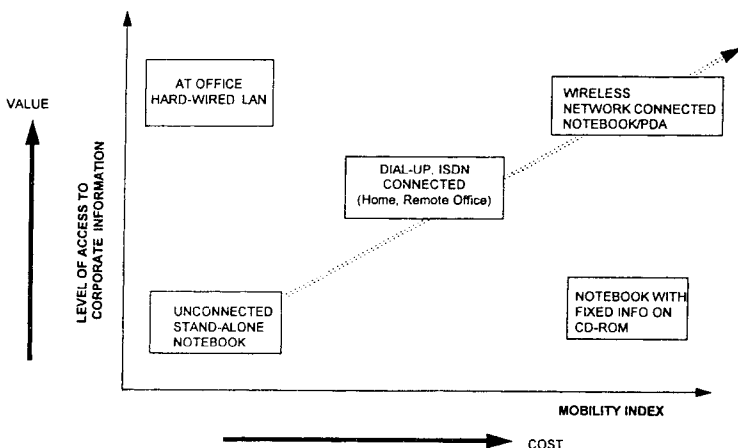 AT OFFICE
HARD-WIRED LAN
VALUE
WIRELESS
NETWORK CONNECTED
NOTEBOOK/PDA
DIAL-UP, ISDN
CONNECTED
(Home, Remote Office)
LEVEL OF ACCESS TO
CORPORATE INFORMATION
UNCONNECTED
STAND-ALONE
NOTEBOOK
NOTEBOOK WITH
FIXED INFO ON
CD-ROM
MOBILITY INDEX
COST